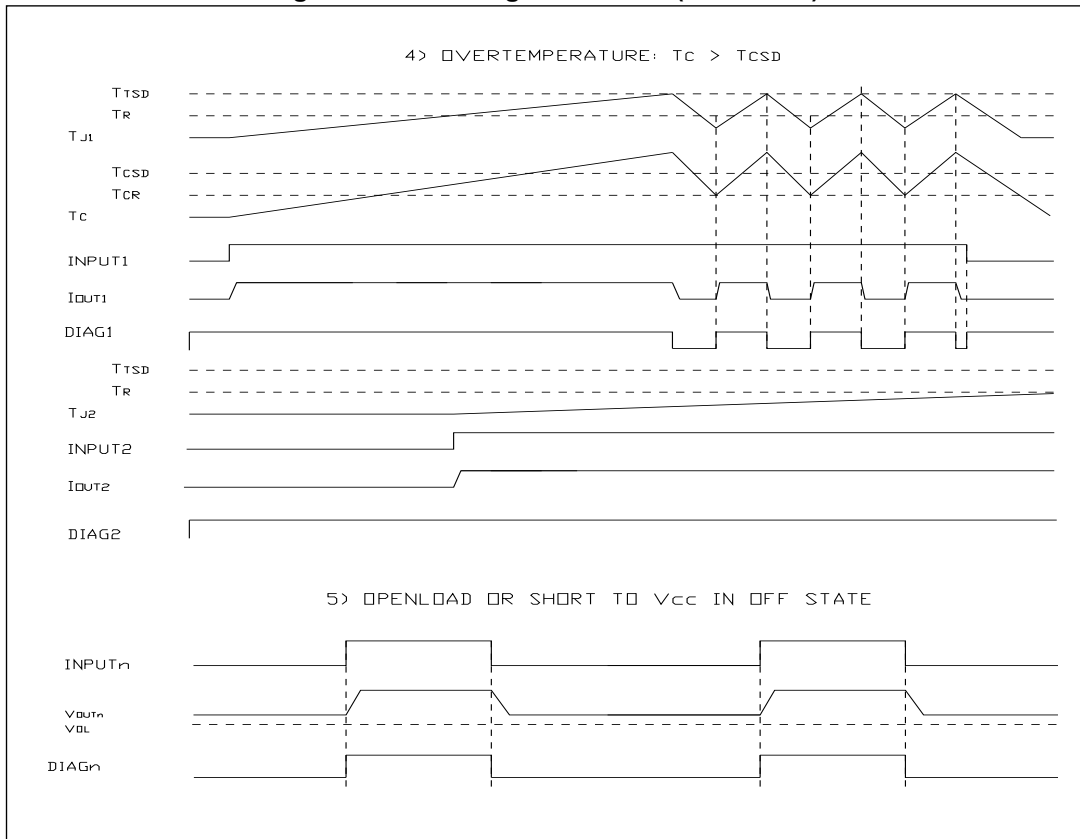 4) OVERTEMPERATURE: TC > TCSD
TTSD
TR
TJ1
TCSD
TCR
TC
INPUT1
IOUT1
DIAG1
TTSD
TR
TJ2
INPUT2
IOUT2
DIAG2
5) OPENLOAD OR SHORT TO Vcc IN OFF STATE
INPUTn
VOUTn
VOL
DIAGn